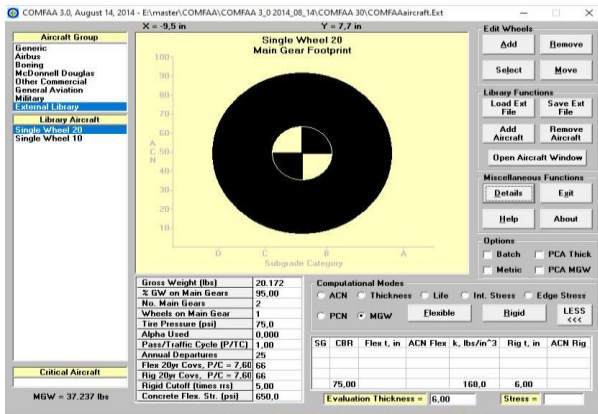 COMFAA 3.0, August 14, 2014 - E:\master\COMFAA\COMFAA 3_0 2014_08_14\COMFAA 30\COMFAAaircraft.Ext
X = -9,5 in Y = 7,7 in
Aircraft Group
Generic
Airbus
Boeing
McDonnell Douglas
Other Commercial
General Aviation
Military
External Library
Library Aircraft
Single Wheel 20
Single Wheel 10
Critical Aircraft
MGW = 37.237 lbs
Single Wheel 20
Main Gear Footprint
100
90
80
70
60
50
40
30
20
10
ACN
D C B A
Subgrade Category
Gross Weight (lbs) 20.172
% GW on Main Gears 95,00
No. Main Gears 2
Wheels on Main Gear 1
Tire Pressure (psi) 75,0
Alpha Used 0,000
Pass/Traffic Cycle (P/TC) 1,00
Annual Departures 25
Flex 20yr Covs, P/C = 7,60 66
Rig 20yr Covs, P/C = 7,60 66
Rigid Cutoff (times rrs) 5,00
Concrete Flex. Str. (psi) 650,0
Edit Wheels
Add Remove
Select Move
Library Functions
Load Ext File Save Ext File
Add Aircraft Remove Aircraft
Open Aircraft Window
Miscellaneous Functions
Details Exit
Help About
Options
Batch PCA Thick
Metric PCA MGW
Computational Modes
ACN Thickness Life Int. Stress Edge Stress
PCN MGW Flexible Rigid LESS <<<
SG CBR Flex t, in ACN Flex k, lbs/in^3 Rig t, in ACN Rig
75,00 168,0 6,00
Evaluation Thickness = 6,00 Stress =